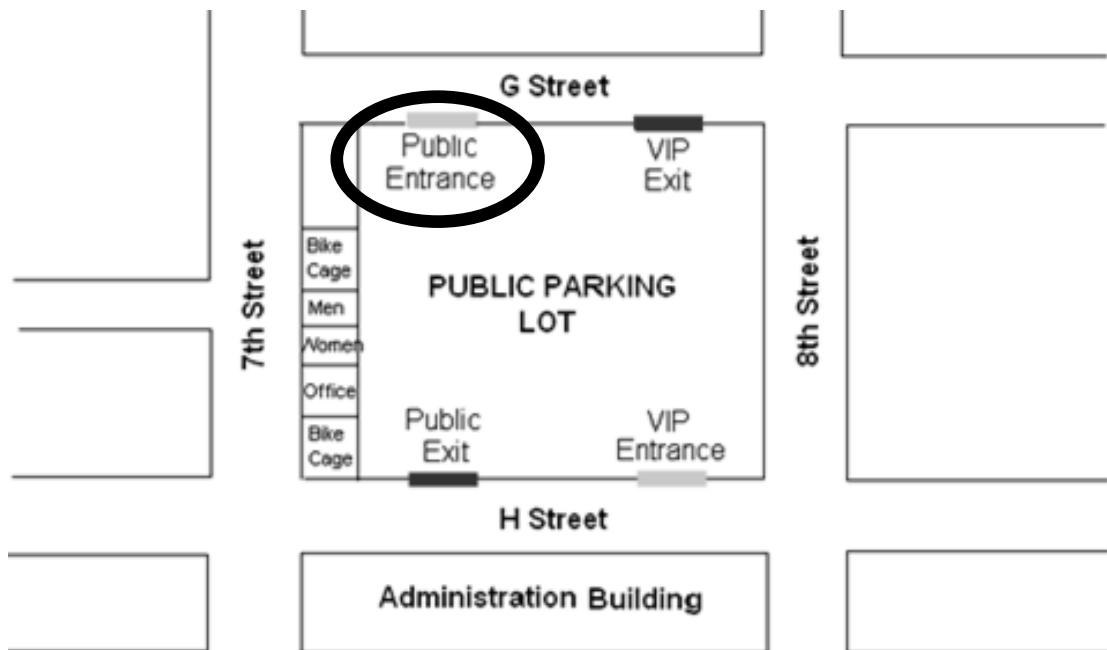 G Street
Public
Entrance
VIP
Exit
7th Street
Bike
Cage
Men
Women
Office
Bike
Cage
PUBLIC PARKING
LOT
8th Street
Public
Exit
VIP
Entrance
H Street
Administration Building